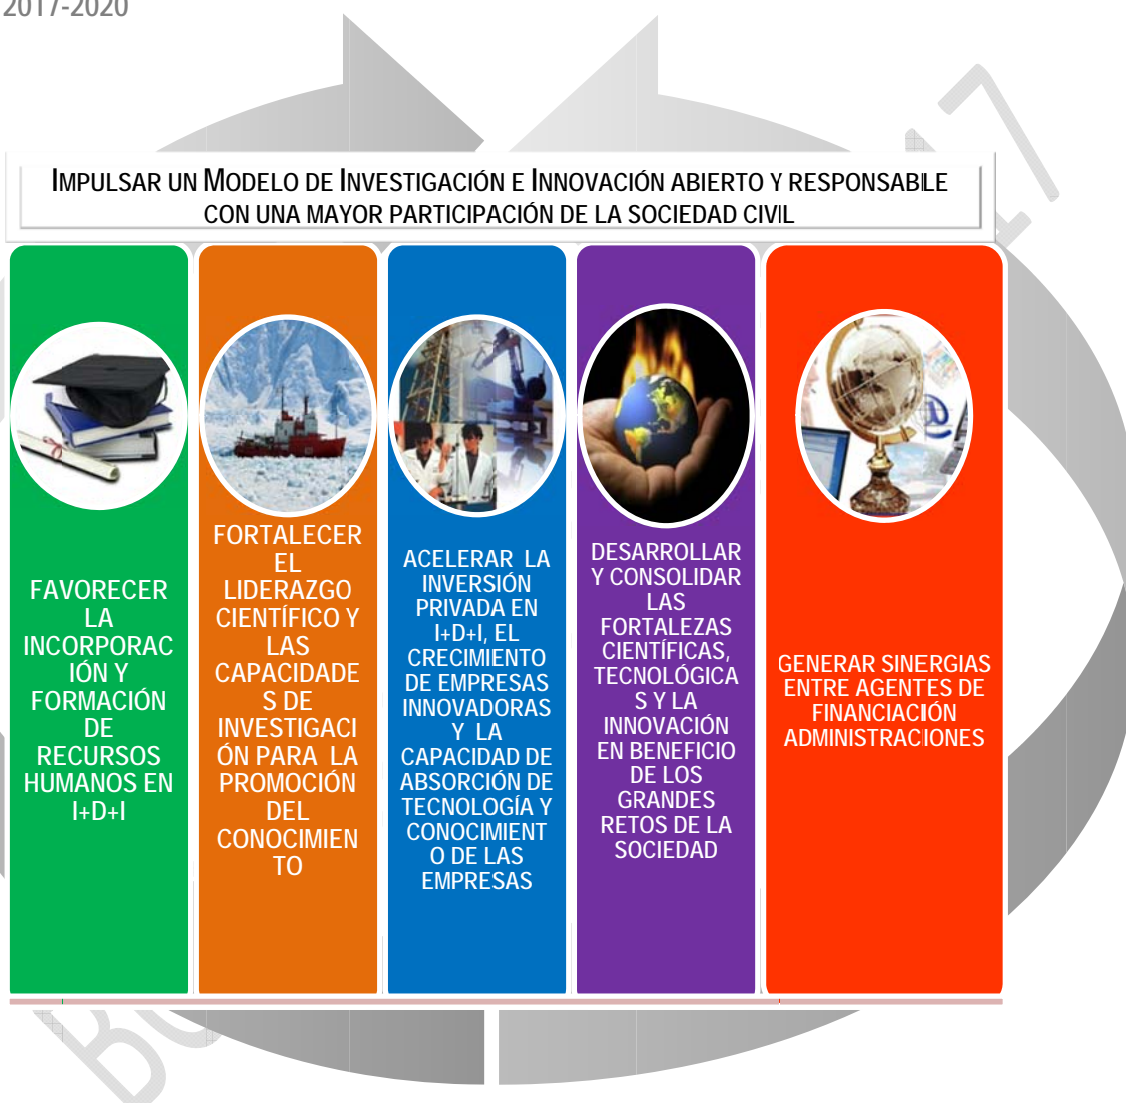 2017-2020
IMPULSAR UN MODELO DE INVESTIGACIÓN E INNOVACIÓN ABIERTO Y RESPONSABLE
CON UNA MAYOR PARTICIPACIÓN DE LA SOCIEDAD CIVIL
FAVORECER
LA
INCORPORAC
IÓN Y
FORMACIÓN
DE
RECURSOS
HUMANOS EN
I+D+I
FORTALECER
EL
LIDERAZGO
CIENTÍFICO Y
LAS
CAPACIDADE
S DE
INVESTIGACI
ÓN PARA LA
PROMOCIÓN
DEL
CONOCIMIEN
TO
ACELERAR LA
INVERSIÓN
PRIVADA EN
I+D+I, EL
CRECIMIENTO
DE EMPRESAS
INNOVADORAS
Y LA
CAPACIDAD DE
ABSORCIÓN DE
TECNOLOGÍA Y
CONOCIMIENT
O DE LAS
EMPRESAS
DESARROLLAR
Y CONSOLIDAR
LAS
FORTALEZAS
CIENTÍFICAS,
TECNOLÓGICA
S Y LA
INNOVACIÓN
EN BENEFICIO
DE LOS
GRANDES
RETOS DE LA
SOCIEDAD
GENERAR SINERGIAS
ENTRE AGENTES DE
FINANCIACIÓN
ADMINISTRACIONES